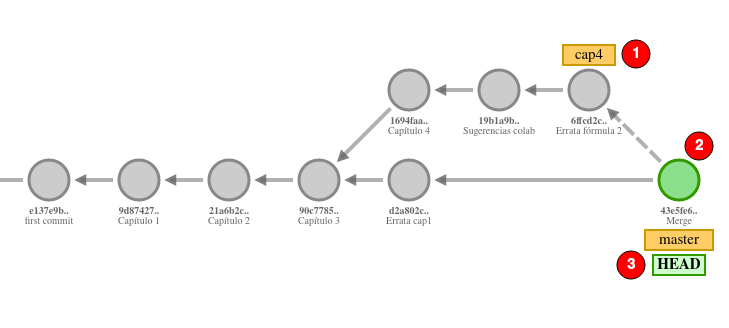 cap4
1
1694faa..
Capítulo 4
19b1a9b..
Sugerencias colab
6ffcd2c..
Errata fórmula 2
2
e137e9b..
first commit
9d87427..
Capítulo 1
21a6b2c..
Capítulo 2
90c7785..
Capítulo 3
d2a802c..
Errata cap1
43e5fe6..
Merge
master
3
HEAD